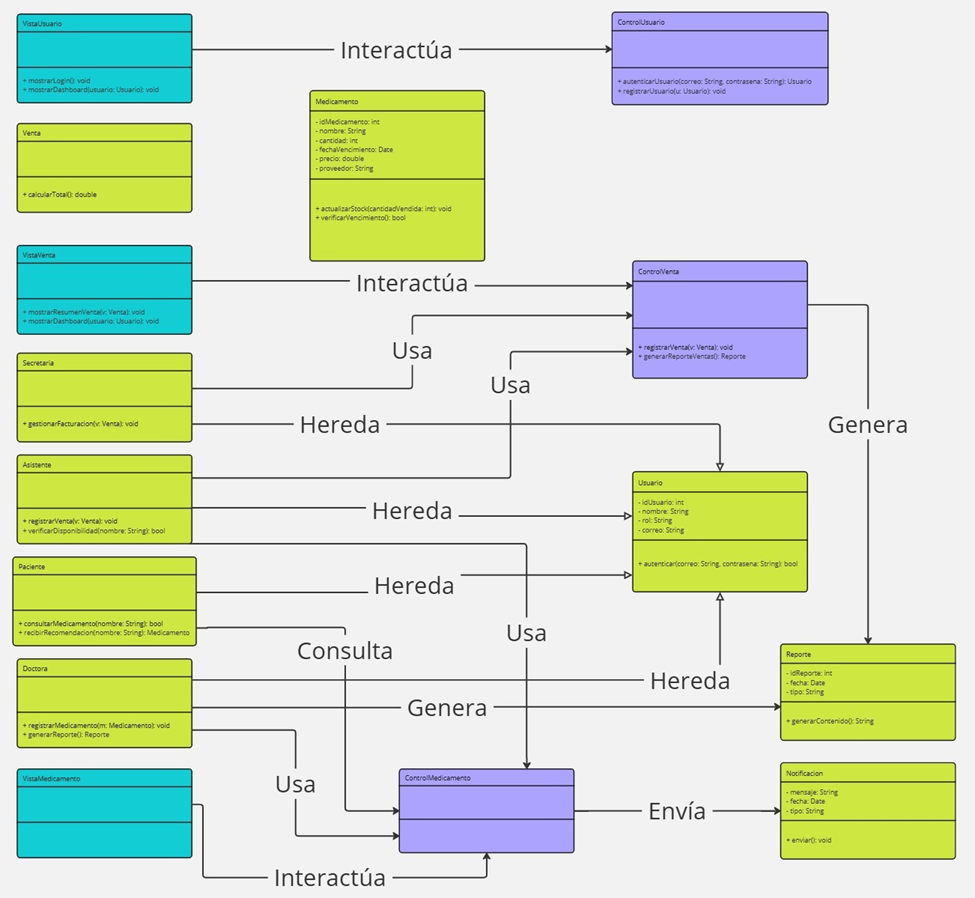 VistaUsuario
+ mostrarLogin(): void
+ mostrarDashboard(usuario: Usuario): void
Interactúa
ControlUsuario
+ autenticarUsuario(correo: String, contrasena: String): Usuario
+ registrarUsuario(u: Usuario): void
Venta
+ calcularTotal(): double
Medicamento
- idMedicamento: int
- nombre: String
- cantidad: int
- fechaVencimiento: Date
- precio: double
- proveedor: String
+ actualizarStock(cantidadVendida: int): void
+ verificarVencimiento(): bool
VistaVenta
+ mostrarResumenVenta(v: Venta): void
+ mostrarDashboard(usuario: Usuario): void
Interactúa
ControlVenta
+ registrarVenta(v: Venta): void
+ generarReporteVentas(): Reporte
Usa
Usa
Secretaria
+ gestionarFacturacion(v: Venta): void
Hereda
Genera
Asistente
+ registrarVenta(v: Venta): void
+ verificarDisponibilidad(nombre: String): bool
Hereda
Usuario
- idUsuario: int
- nombre: String
- rol: String
- correo: String
+ autenticar(correo: String, contrasena: String): bool
Paciente
+ consultarMedicamento(nombre: String): bool
+ recibirRecomendacion(nombre: String): Medicamento
Hereda
Usa
Consulta
Doctora
+ registrarMedicamento(m: Medicamento): void
+ generarReporte(): Reporte
Hereda
Genera
Reporte
- idReporte: int
- fecha: Date
- tipo: String
+ generarContenido(): String
Usa
VistaMedicamento
ControlMedicamento
Envía
Notificacion
- mensaje: String
- fecha: Date
- tipo: String
+ enviar(): void
Interactúa